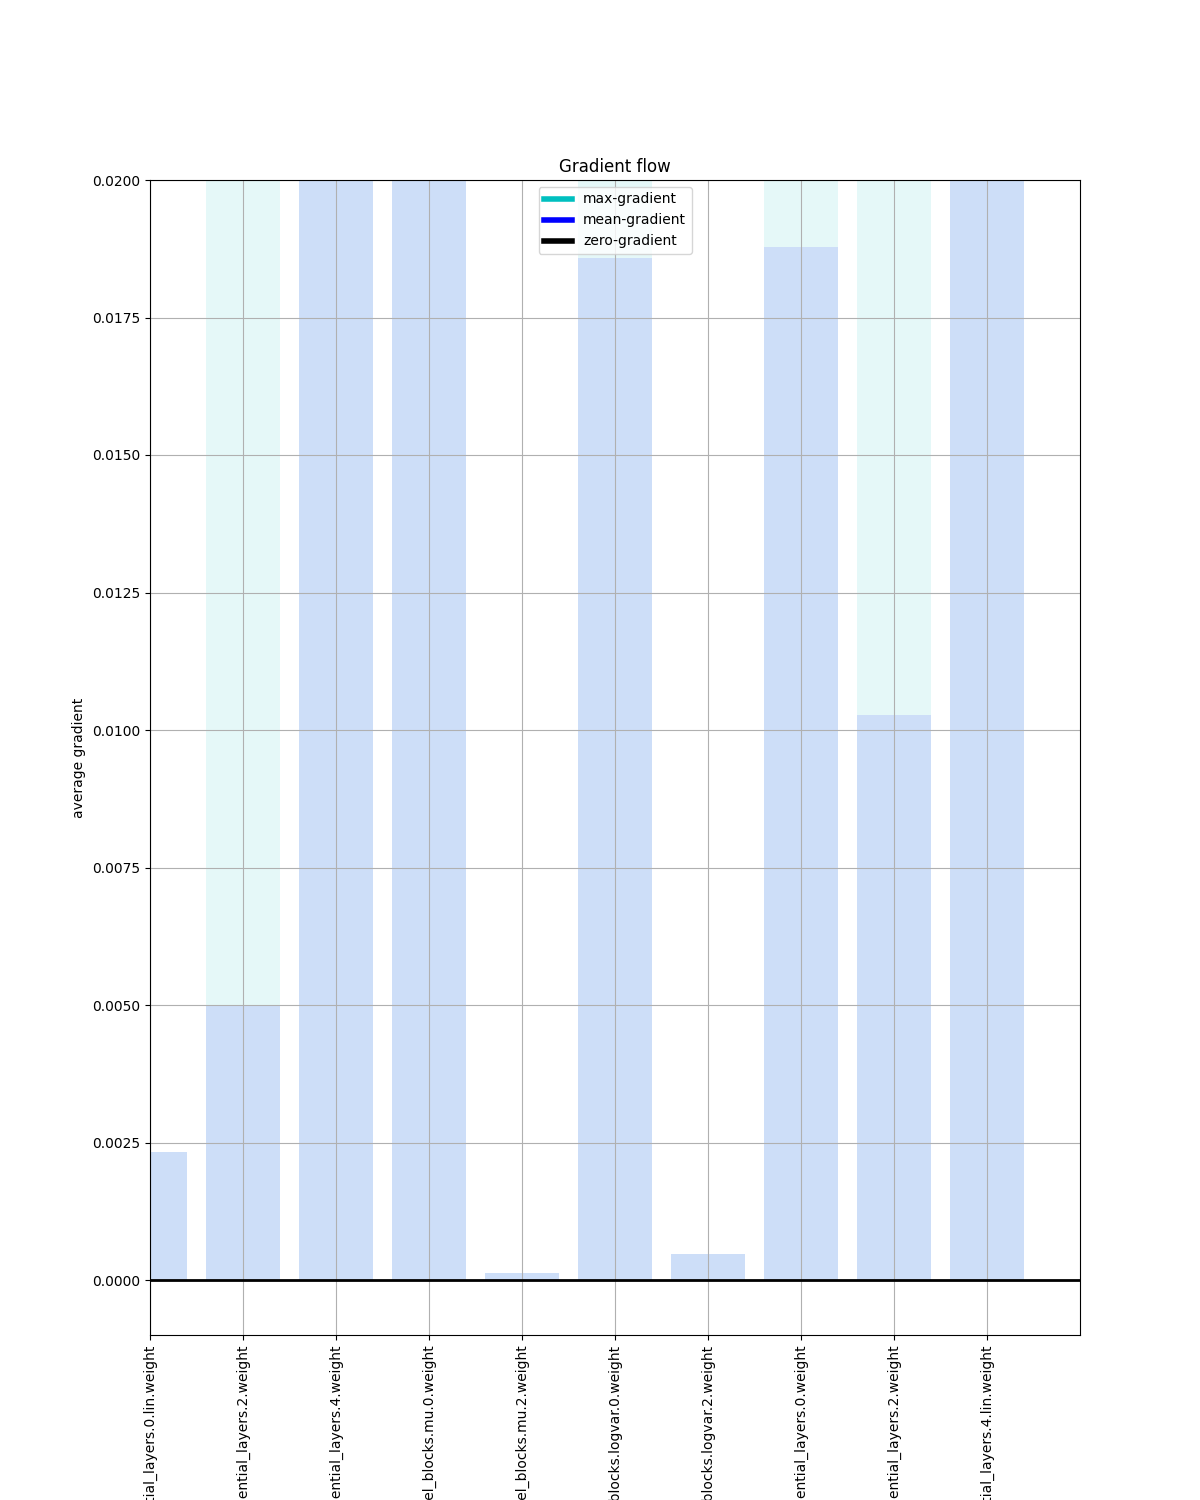 Gradient flow
max-gradient
mean-gradient
zero-gradient
0.0200
0.0175
0.0150
0.0125
0.0100
0.0075
0.0050
0.0025
0.0000
average gradient
tial_layers.0.lin.weight
ential_layers.2.weight
ential_layers.4.weight
el_blocks.mu.0.weight
el_blocks.mu.2.weight
blocks.logvar.0.weight
blocks.logvar.2.weight
ential_layers.0.weight
ential_layers.2.weight
tial_layers.4.lin.weight